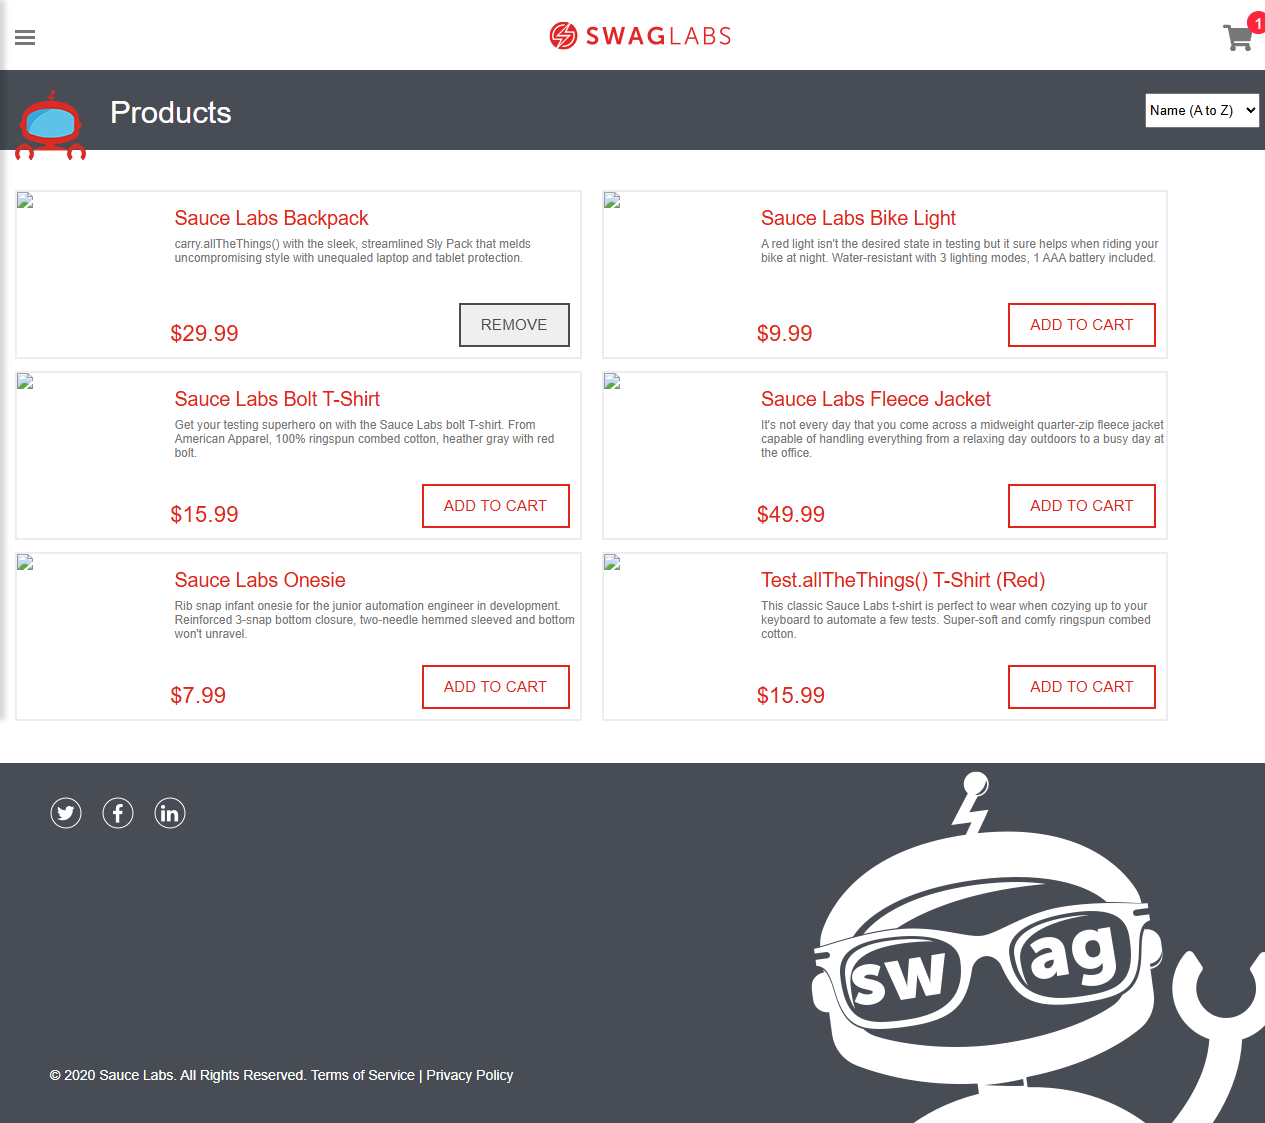 SWAGLABS
1
Products
Name (A to Z)
Sauce Labs Backpack
carry.allTheThings() with the sleek, streamlined Sly Pack that melds
uncompromising style with unequaled laptop and tablet protection.
$29.99
REMOVE
Sauce Labs Bike Light
A red light isn't the desired state in testing but it sure helps when riding your
bike at night. Water-resistant with 3 lighting modes, 1 AAA battery included.
$9.99
ADD TO CART
Sauce Labs Bolt T-Shirt
Get your testing superhero on with the Sauce Labs bolt T-shirt. From
American Apparel, 100% ringspun combed cotton, heather gray with red
bolt.
$15.99
ADD TO CART
Sauce Labs Fleece Jacket
It's not every day that you come across a midweight quarter-zip fleece jacket
capable of handling everything from a relaxing day outdoors to a busy day at
the office.
$49.99
ADD TO CART
Sauce Labs Onesie
Rib snap infant onesie for the junior automation engineer in development.
Reinforced 3-snap bottom closure, two-needle hemmed sleeved and bottom
won't unravel.
$7.99
ADD TO CART
Test.allTheThings() T-Shirt (Red)
This classic Sauce Labs t-shirt is perfect to wear when cozying up to your
keyboard to automate a few tests. Super-soft and comfy ringspun combed
cotton.
$15.99
ADD TO CART
sw ag
© 2020 Sauce Labs. All Rights Reserved. Terms of Service | Privacy Policy